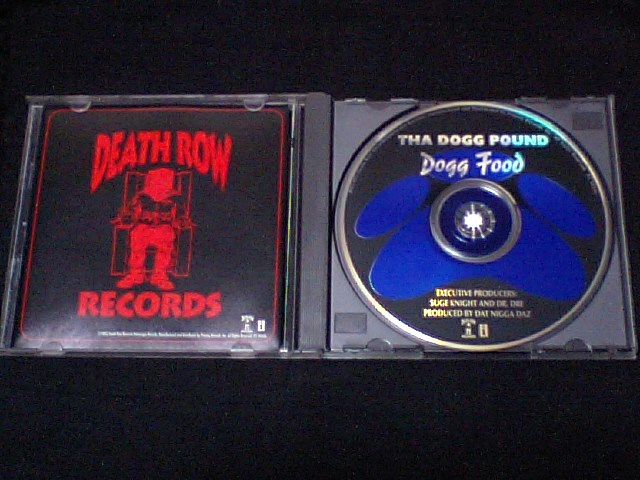 DEATH ROW
RECORDS
THA DOGG POUND
Dogg Food
EXECUTIVE PRODUCERS:
SUGE KNIGHT AND DR. DRE
PRODUCED BY DAT NIGGA DAZ